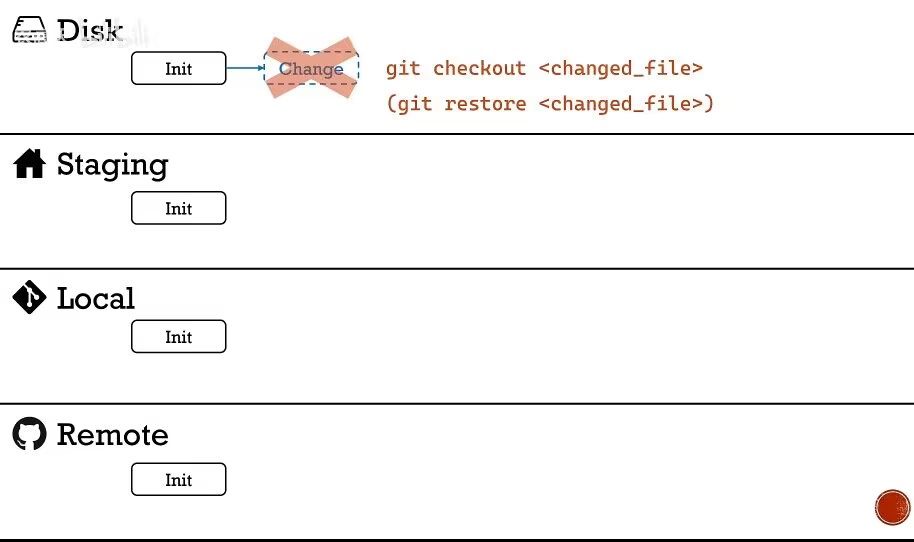 Disk
Init
Change
git checkout <changed_file>
(git restore <changed_file>)
Staging
Init
Local
Init
Remote
Init